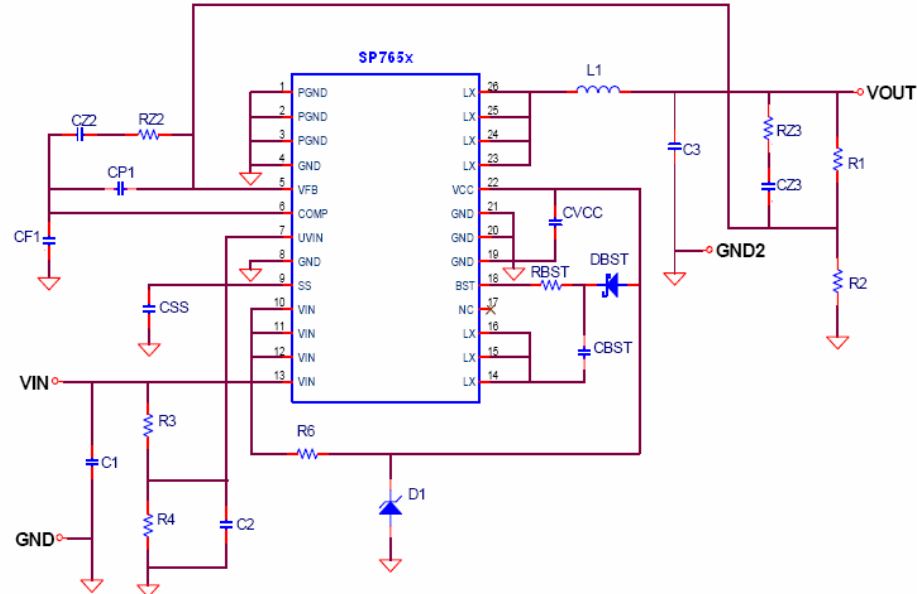 SP765x
1 PGND LX 26
2 PGND LX 25
3 PGND LX 24
4 GND LX 23
5 VFB VCC 22
6 COMP GND 21
7 UVIN GND 20
8 GND GND 19
9 SS BST 18
10 VIN NC 17
11 VIN LX 16
12 VIN LX 15
13 VIN LX 14
L1
VOUT
CZ2
RZ2
CP1
CF1
C3
RZ3
R1
CZ3
CVCC
GND2
RBST
DBST
R2
CSS
CBST
VIN
R3
R6
C1
D1
GND
R4
C2